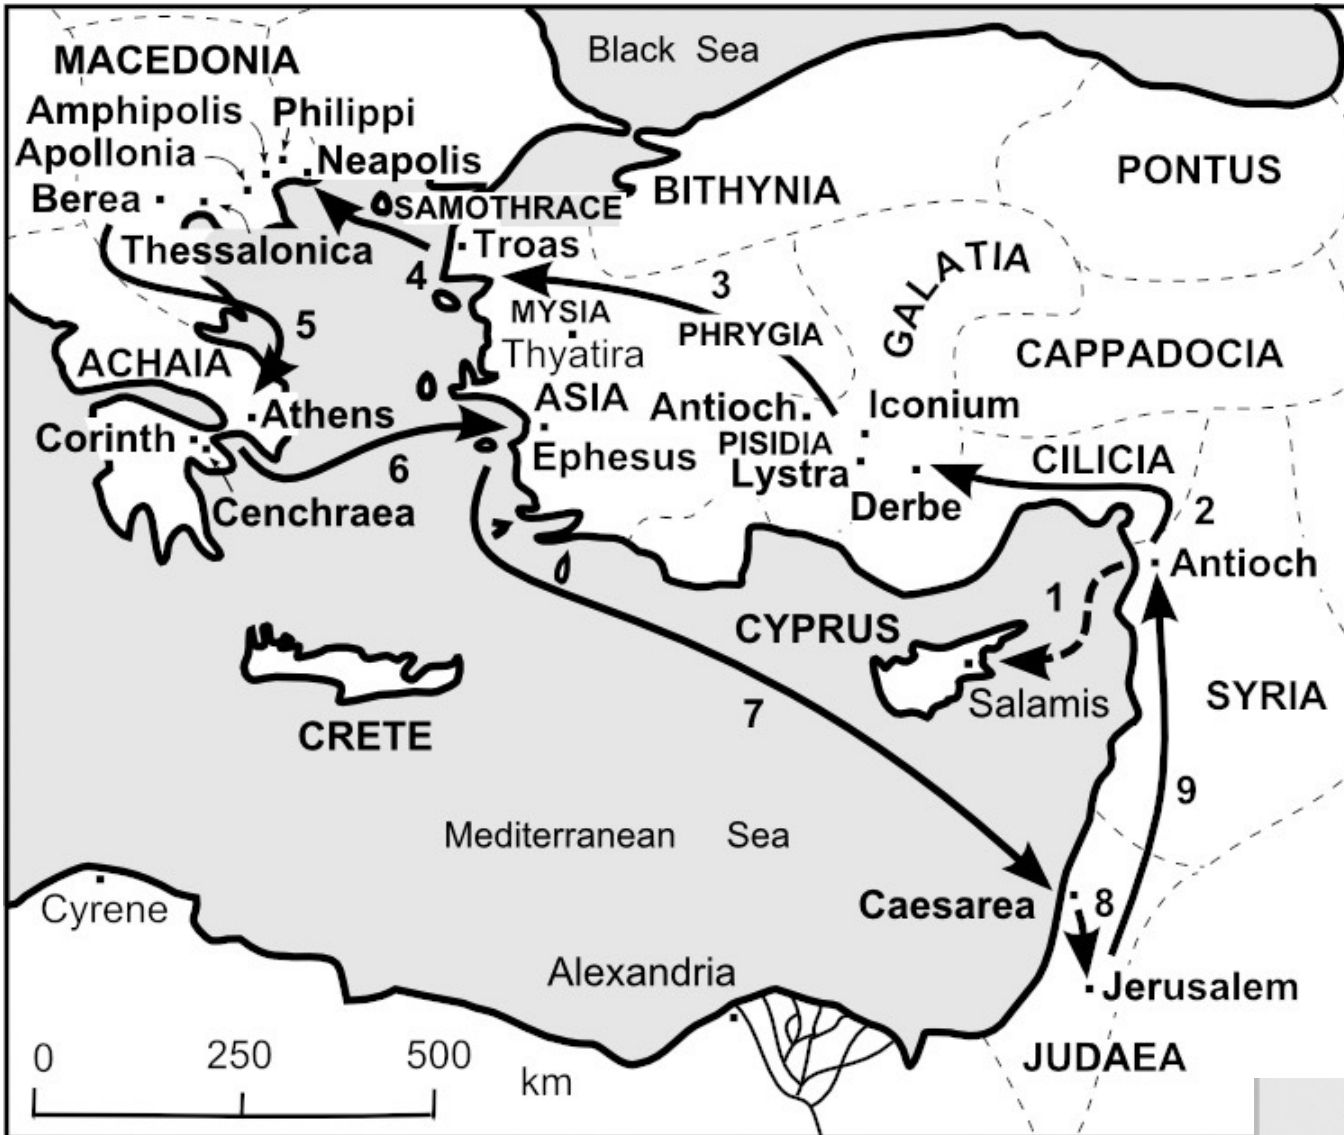 Black Sea
MACEDONIA
Amphipolis
Philippi
Apollonia
Neapolis
Berea
SAMOTHRACE
BITHYNIA
PONTUS
Thessalonica
Troas
4
3
GALATIA
MYSIA
PHRYGIA
5
Thyatira
CAPPADOCIA
ACHAIA
ASIA
Antioch
Iconium
Athens
Corinth
6
Ephesus
PISIDIA
Lystra
CILICIA
Cenchraea
Derbe
2
Antioch
1
CYPRUS
Salamis
SYRIA
CRETE
7
9
Mediterranean Sea
Caesarea
8
Cyrene
Alexandria
Jerusalem
JUDAEA
0 250 500
km